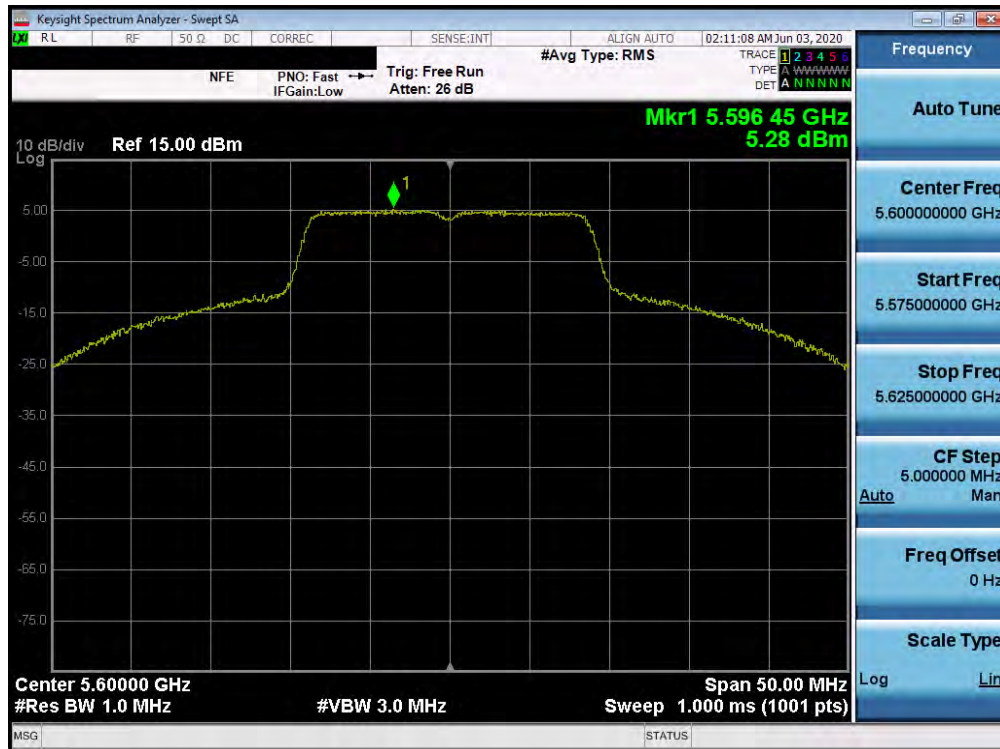 Keysight Spectrum Analyzer - Swept SA
LXI RL RF 50 Ω DC CORREC SENSE:INT ALIGN AUTO 02:11:08 AM Jun 03, 2020
NFE PNO: Fast Trig: Free Run #Avg Type: RMS TRACE 1 2 3 4 5 6
IFGain:Low Atten: 26 dB TYPE A WWWWW
DET A N N N N N
Mkr1 5.596 45 GHz
5.28 dBm
10 dB/div Ref 15.00 dBm
Log
1
5.00
-5.00
-15.0
-25.0
-35.0
-45.0
-55.0
-65.0
-75.0
Center 5.60000 GHz Span 50.00 MHz
#Res BW 1.0 MHz #VBW 3.0 MHz Sweep 1.000 ms (1001 pts)
MSG STATUS
Frequency
Auto Tune
Center Freq
5.600000000 GHz
Start Freq
5.575000000 GHz
Stop Freq
5.625000000 GHz
CF Step
5.000000 MHz
Auto Man
Freq Offset
0 Hz
Scale Type
Log Lin